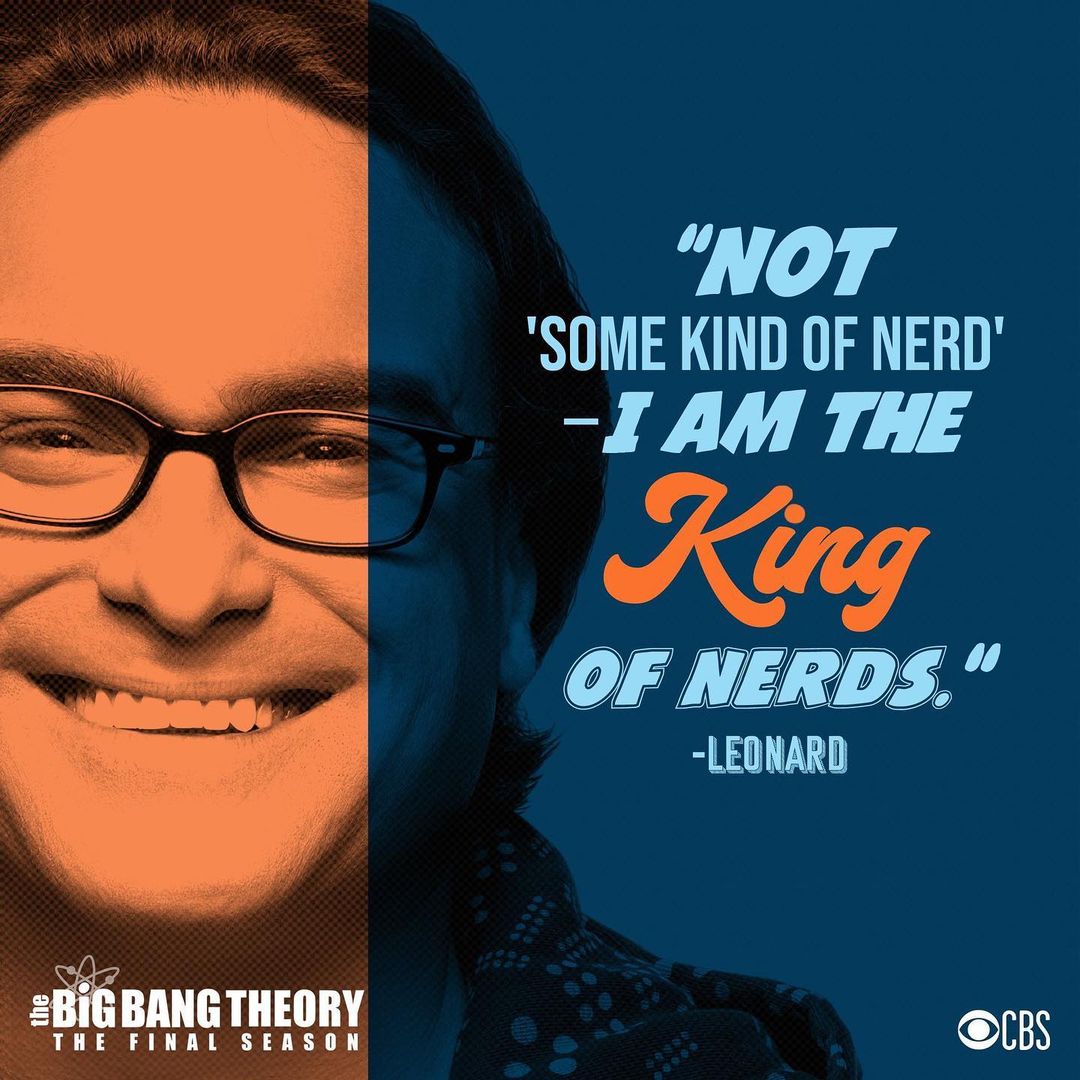 “NOT
'SOME KIND OF NERD'
–I AM THE
King
OF NERDS.“
-LEONARD
the BIG BANG THEORY
THE FINAL SEASON
CBS